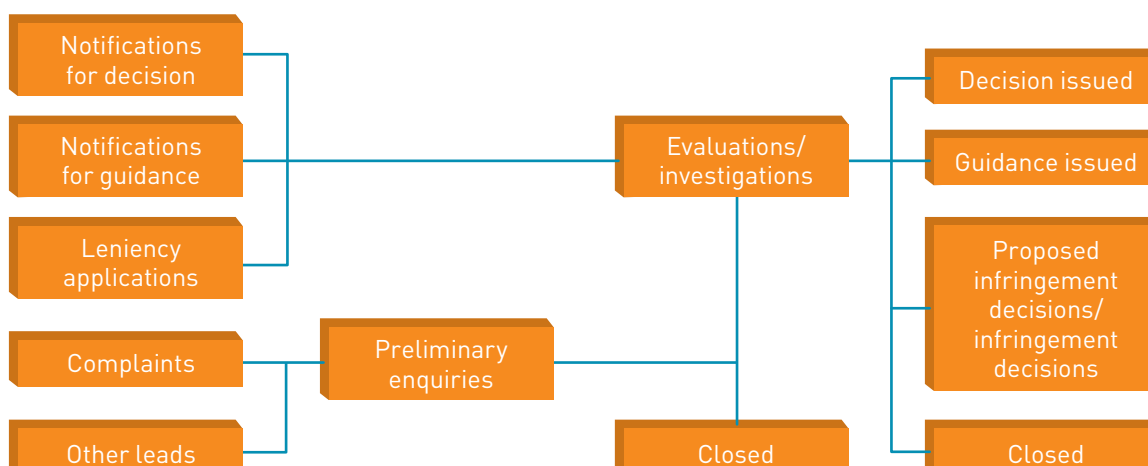 Notifications
for decision
Notifications
for guidance
Leniency
applications
Complaints
Other leads
Preliminary
enquiries
Evaluations/
investigations
Closed
Decision issued
Guidance issued
Proposed
infringement
decisions/
infringement
decisions
Closed